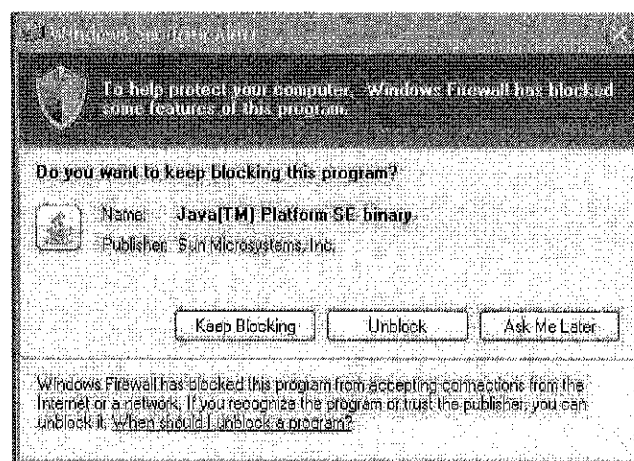 Windows Security Alert
To help protect your computer, Windows Firewall has blocked
some features of this program.
Do you want to keep blocking this program?
Name: Java(TM) Platform SE binary
Publisher: Sun Microsystems, Inc.
Keep Blocking
Unblock
Ask Me Later
Windows Firewall has blocked this program from accepting connections from the
Internet or a network. If you recognize the program or trust the publisher, you can
unblock it. When should I unblock a program?